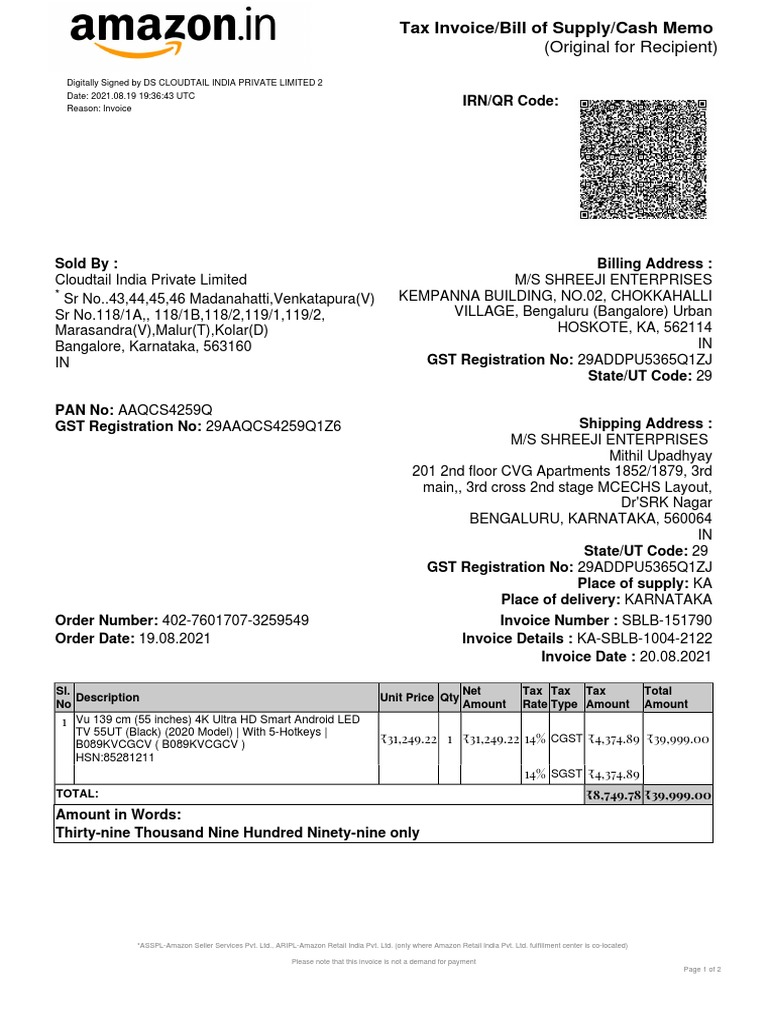 amazon.in
Tax Invoice/Bill of Supply/Cash Memo
(Original for Recipient)
Digitally Signed by DS CLOUDTAIL INDIA PRIVATE LIMITED 2
Date: 2021.08.19 19:36:43 UTC
Reason: Invoice
IRN/QR Code:
Sold By :
Cloudtail India Private Limited
* Sr No..43,44,45,46 Madanahatti,Venkatapura(V)
Sr No.118/1A,, 118/1B,118/2,119/1,119/2,
Marasandra(V),Malur(T),Kolar(D)
Bangalore, Karnataka, 563160
IN
PAN No: AAQCS4259Q
GST Registration No: 29AAQCS4259Q1Z6
Billing Address :
M/S SHREEJI ENTERPRISES
KEMPANNA BUILDING, NO.02, CHOKKAHALLI
VILLAGE, Bengaluru (Bangalore) Urban
HOSKOTE, KA, 562114
IN
GST Registration No: 29ADDPU5365Q1ZJ
State/UT Code: 29
Shipping Address :
M/S SHREEJI ENTERPRISES
Mithil Upadhyay
201 2nd floor CVG Apartments 1852/1879, 3rd
main,, 3rd cross 2nd stage MCECHS Layout,
Dr'SRK Nagar
BENGALURU, KARNATAKA, 560064
IN
State/UT Code: 29
GST Registration No: 29ADDPU5365Q1ZJ
Place of supply: KA
Place of delivery: KARNATAKA
Order Number: 402-7601707-3259549
Order Date: 19.08.2021
Invoice Number : SBLB-151790
Invoice Details : KA-SBLB-1004-2122
Invoice Date : 20.08.2021
Sl. No Description Unit Price Qty Net Amount Tax Rate Tax Type Tax Amount Total Amount
1 Vu 139 cm (55 inches) 4K Ultra HD Smart Android LED
TV 55UT (Black) (2020 Model) | With 5-Hotkeys |
B089KVCGCV ( B089KVCGCV )
HSN:85281211
₹31,249.22 1 ₹31,249.22 14% CGST ₹4,374.89 ₹39,999.00
14% SGST ₹4,374.89
TOTAL: ₹8,749.78 ₹39,999.00
Amount in Words:
Thirty-nine Thousand Nine Hundred Ninety-nine only
*ASSPL-Amazon Seller Services Pvt. Ltd., ARIPL-Amazon Retail India Pvt. Ltd. (only where Amazon Retail India Pvt. Ltd. fulfillment center is co-located)
Please note that this invoice is not a demand for payment
Page 1 of 2